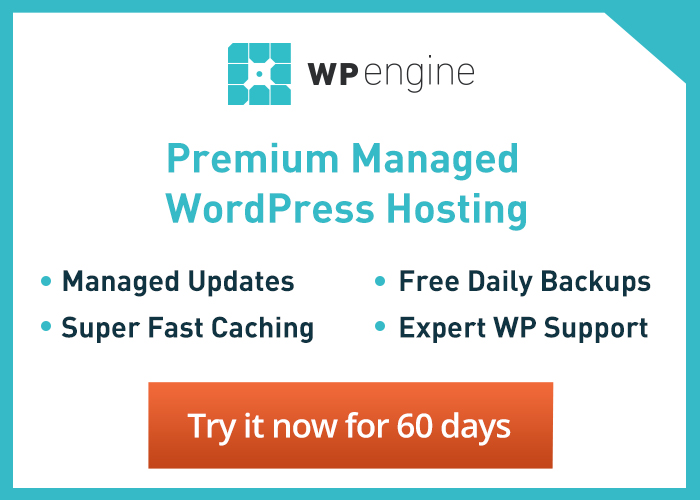 WP engine
Premium Managed
WordPress Hosting
• Managed Updates
• Free Daily Backups
• Super Fast Caching
• Expert WP Support
Try it now for 60 days